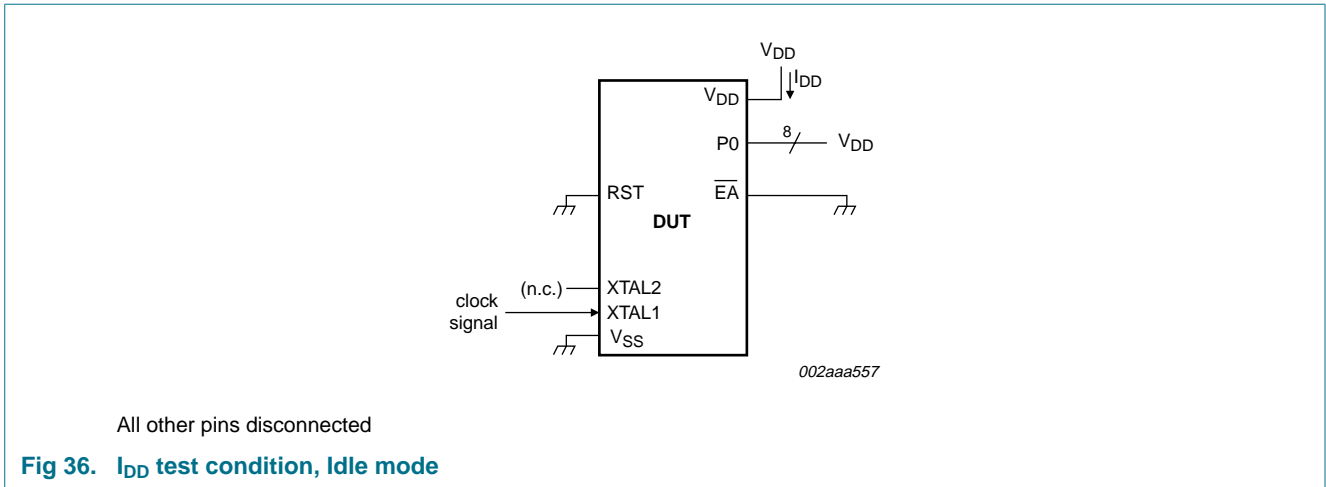 VDD
IDD
VDD
P0
8
VDD
RST
EA
DUT
(n.c.)
XTAL2
clock
signal
XTAL1
VSS
002aaa557
All other pins disconnected
Fig 36. IDD test condition, Idle mode